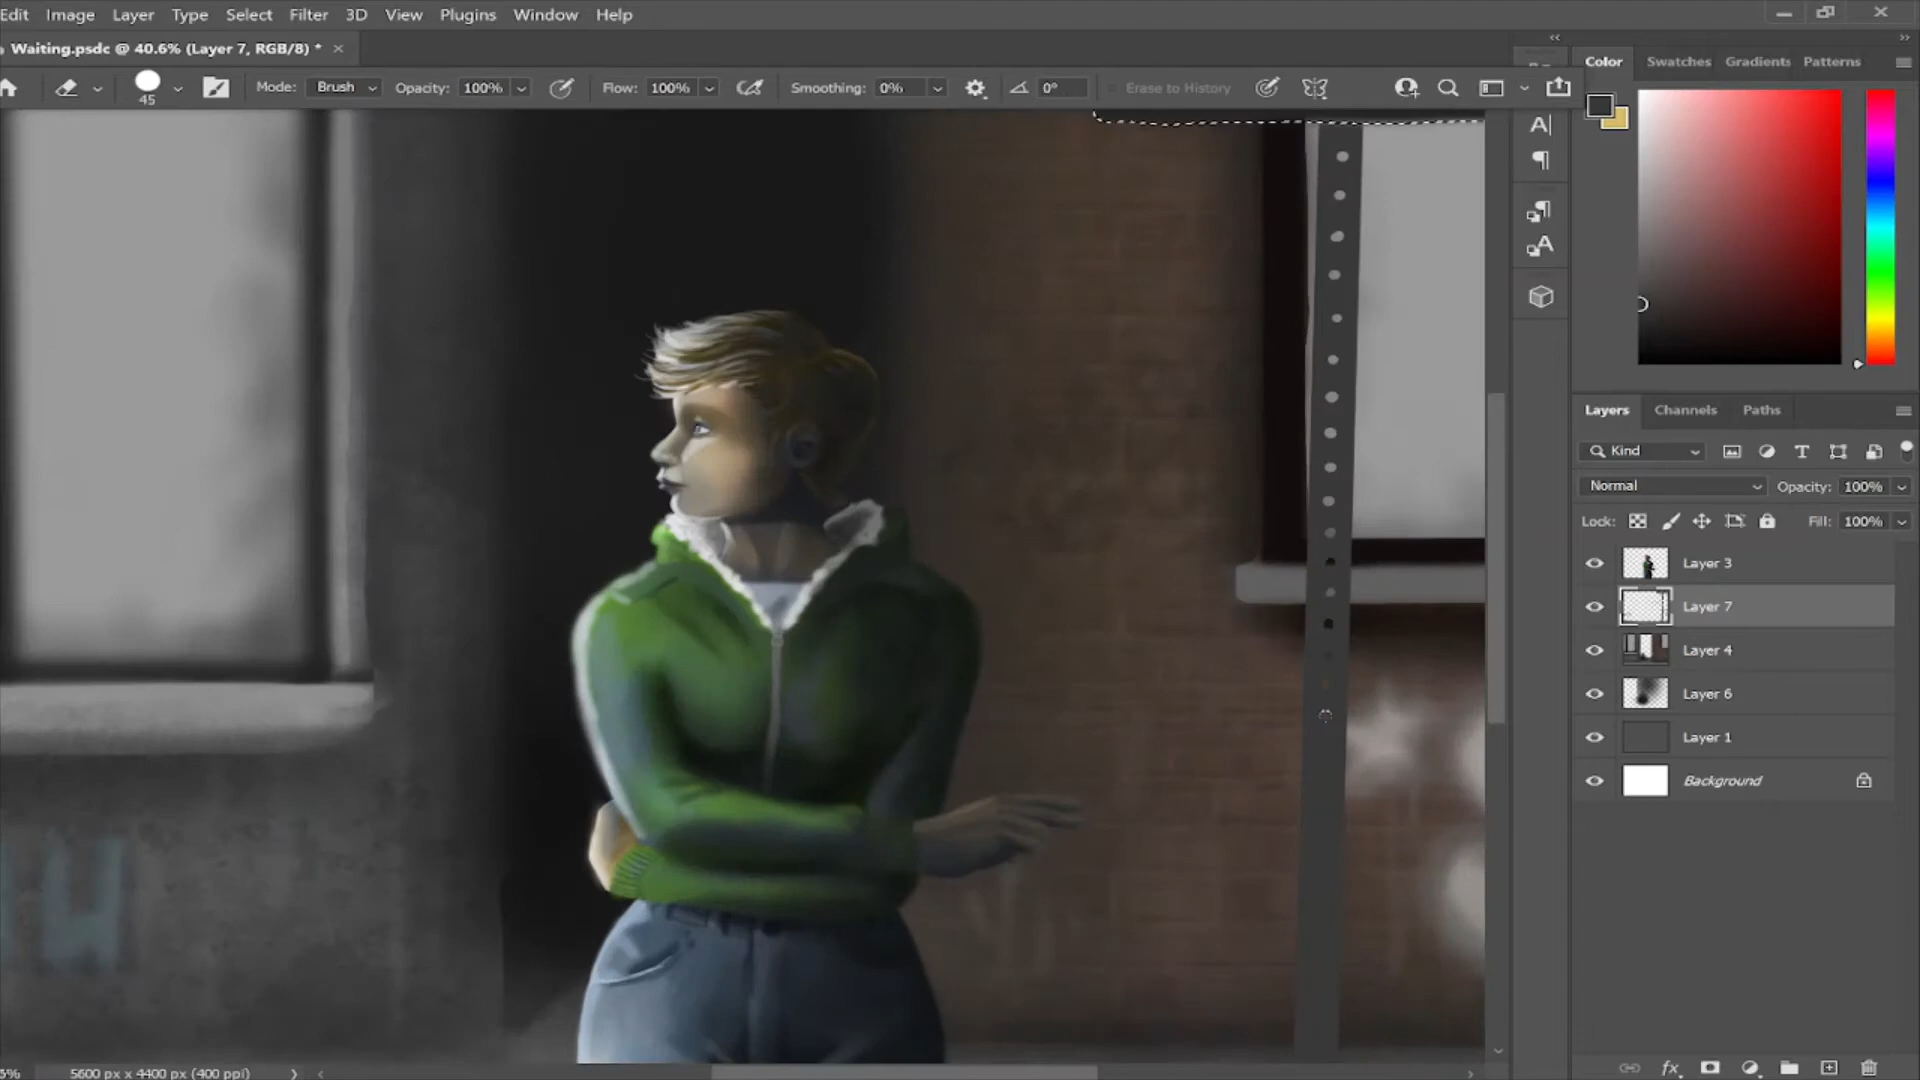 Edit Image Layer Type Select Filter 3D View Plugins Window Help
Waiting.psdc @ 40.6% (Layer 7, RGB/8) * ×
45 Mode: Brush Opacity: 100% Flow: 100% Smoothing: 0% 0° Erase to History
Color Swatches Gradients Patterns
Layers Channels Paths
Kind
Normal Opacity: 100%
Lock: Fill: 100%
Layer 3
Layer 7
Layer 4
Layer 6
Layer 1
Background
fx
5600 px x 4400 px (400 ppi)